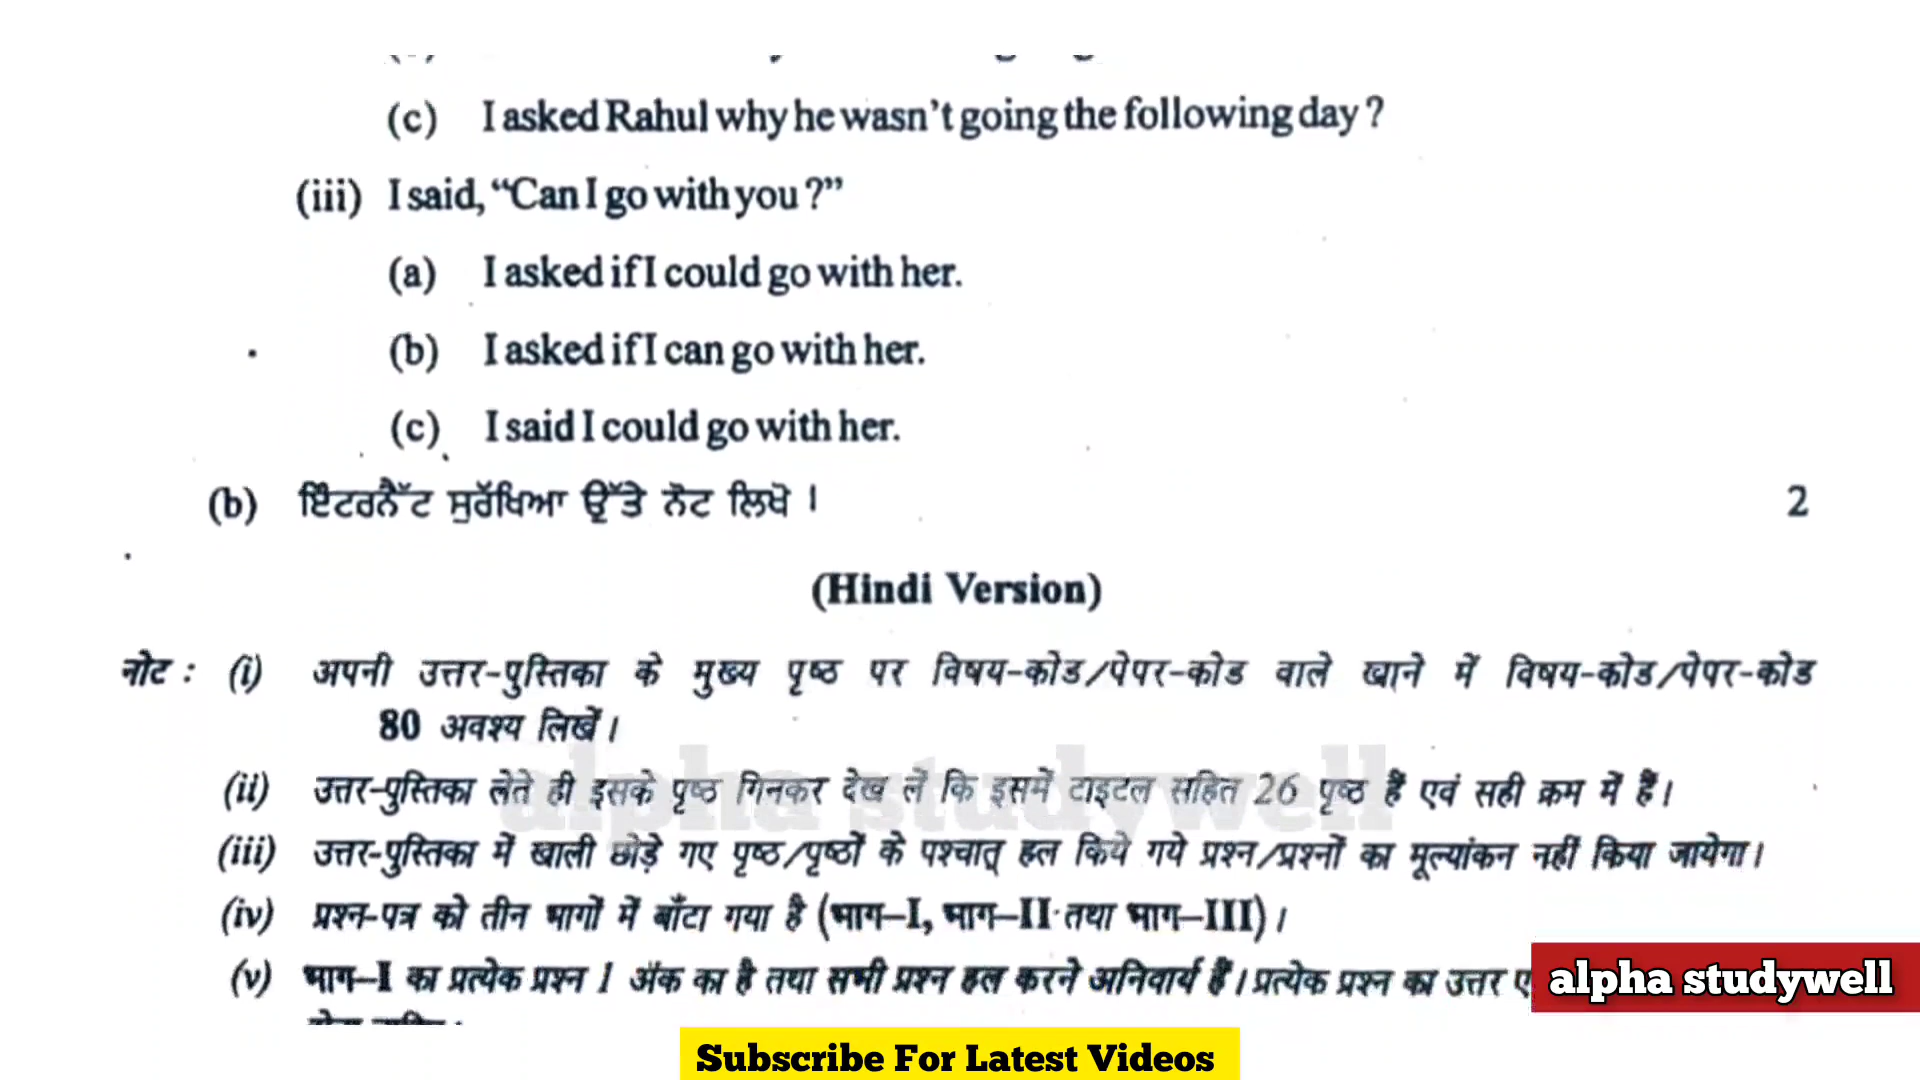 (c) I asked Rahul why he wasn't going the following day ?
(iii) I said, “Can I go with you ?”
(a) I asked if I could go with her.
(b) I asked if I can go with her.
(c) I said I could go with her.
(b) ਇੰਟਰਨੈੱਟ ਸੁਰੱਖਿਆ ਉੱਤੇ ਨੋਟ ਲਿਖੋ । 2
(Hindi Version)
नोट : (i) अपनी उत्तर-पुस्तिका के मुख्य पृष्ठ पर विषय-कोड/पेपर-कोड वाले खाने में विषय-कोड/पेपर-कोड
80 अवश्य लिखें।
alpha studywell
(ii) उत्तर-पुस्तिका लेते ही इसके पृष्ठ गिनकर देख लें कि इसमें टाइटल सहित 26 पृष्ठ हैं एवं सही क्रम में हैं।
(iii) उत्तर-पुस्तिका में खाली छोड़े गए पृष्ठ/पृष्ठों के पश्चात् हल किये गये प्रश्न/प्रश्नों का मूल्यांकन नहीं किया जायेगा।
(iv) प्रश्न-पत्र को तीन भागों में बाँटा गया है (भाग–I, भाग–II तथा भाग–III)।
(v) भाग–I का प्रत्येक प्रश्न 1 अंक का है तथा सभी प्रश्न हल करने अनिवार्य हैं। प्रत्येक प्रश्न का उत्तर
alpha studywell
Subscribe For Latest Videos